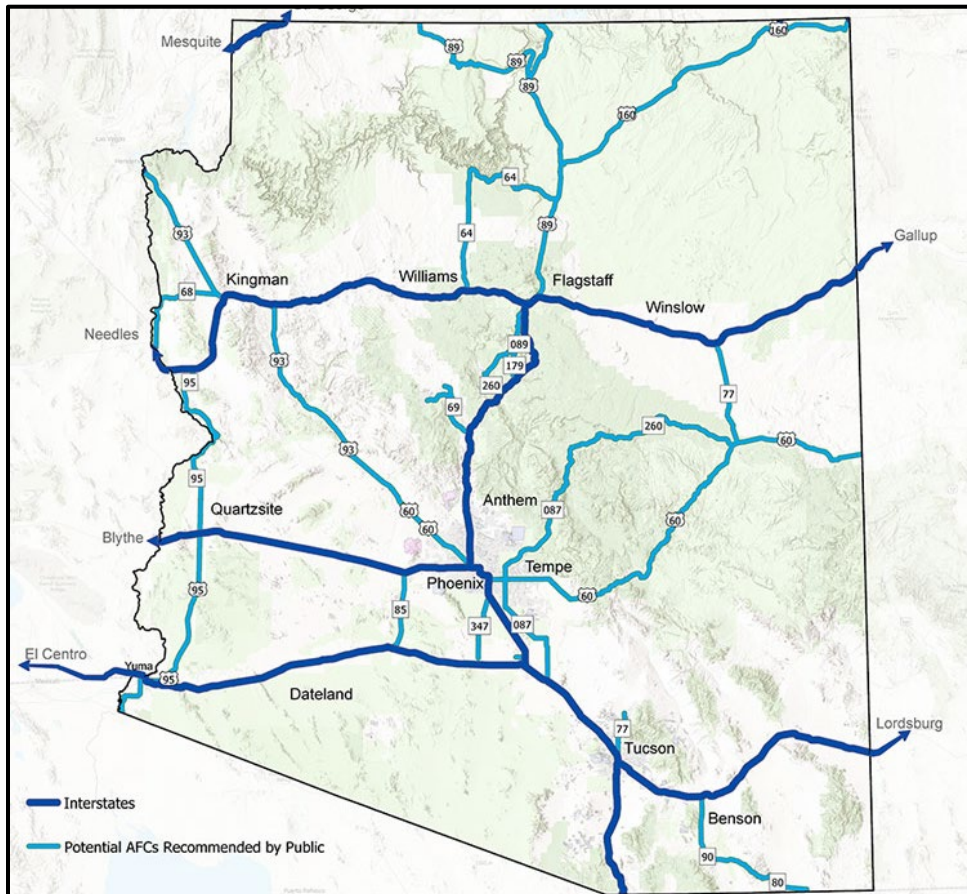 Mesquite
89
89
89
160
160
64
64
89
93
Gallup
Kingman
Williams
Flagstaff
Winslow
68
Needles
95
93
089
179
260
69
77
260
60
93
95
Quartzsite
Anthem
087
60
60
60
Blythe
Phoenix
Tempe
60
95
85
347
087
El Centro
Yuma
95
Dateland
77
Tucson
Lordsburg
Benson
90
80
Interstates
Potential AFCs Recommended by Public